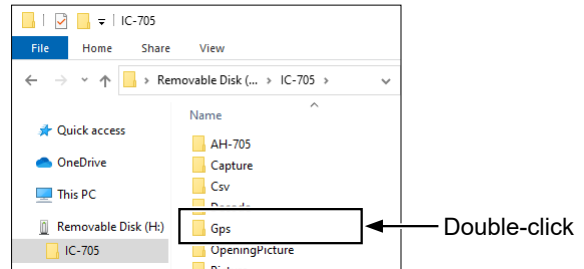 IC-705
File Home Share View
Removable Disk (... > IC-705 >
Name
Quick access
AH-705
OneDrive
Capture
Csv
This PC
Removable Disk (H:)
Gps
Double-click
IC-705
OpeningPicture